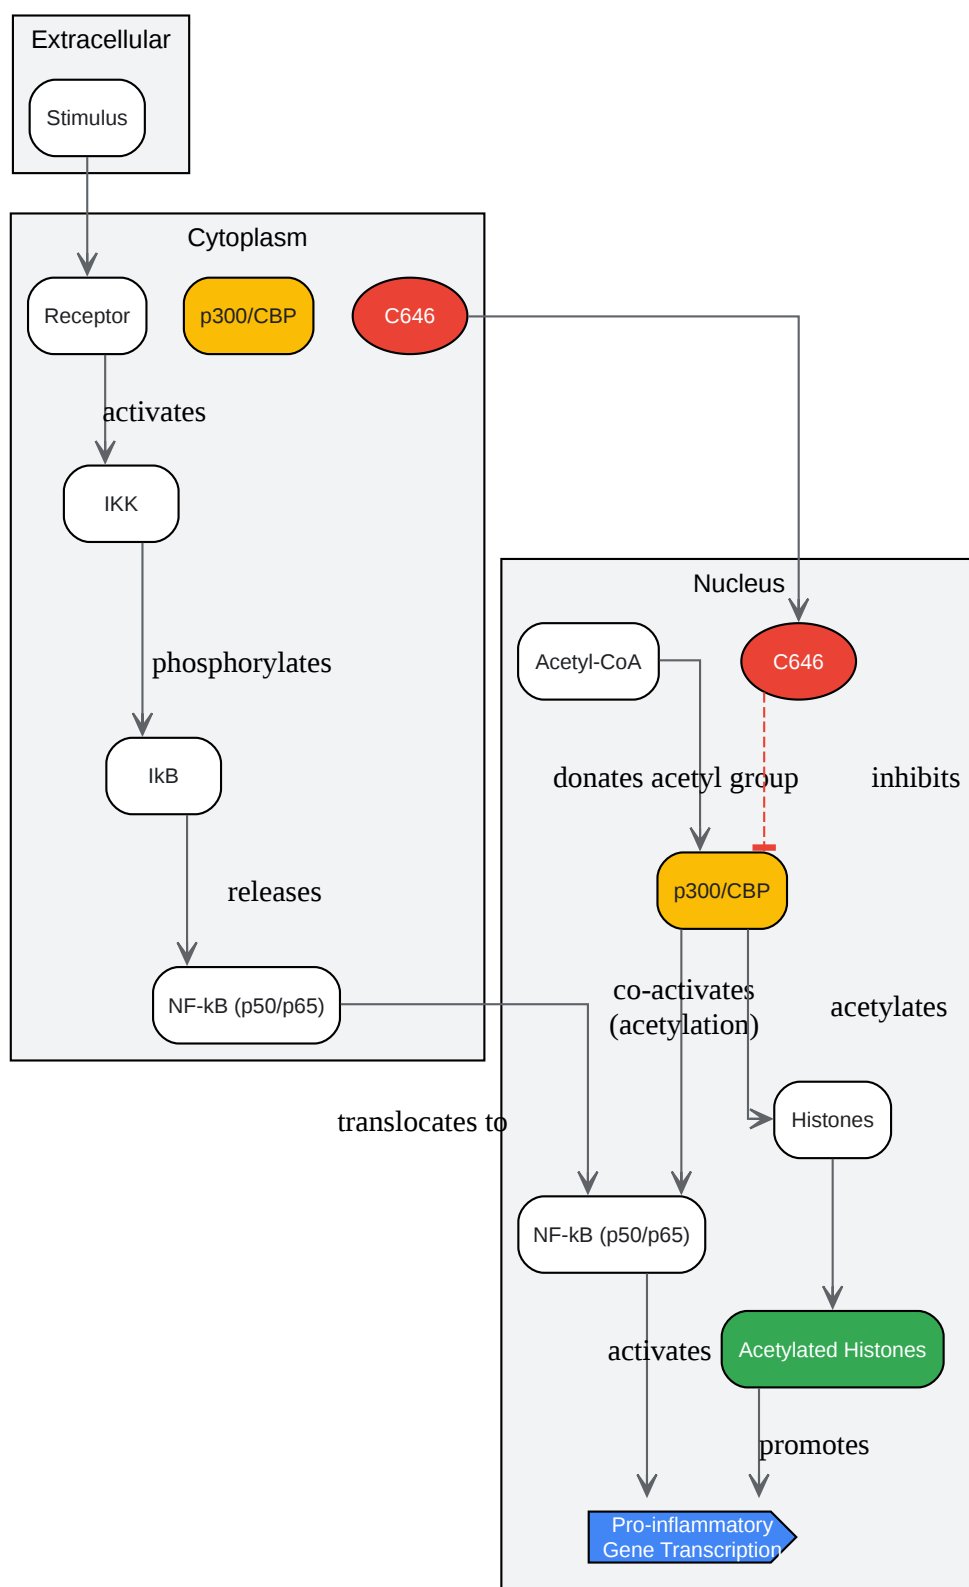 Extracellular
Stimulus
Cytoplasm
Receptor
p300/CBP
C646
activates
IKK
phosphorylates
IkB
releases
NF-kB (p50/p65)
translocates to
Nucleus
Acetyl-CoA
C646
donates acetyl group
inhibits
p300/CBP
co-activates
(acetylation)
acetylates
Histones
NF-kB (p50/p65)
activates
Acetylated Histones
promotes
Pro-inflammatory
Gene Transcription